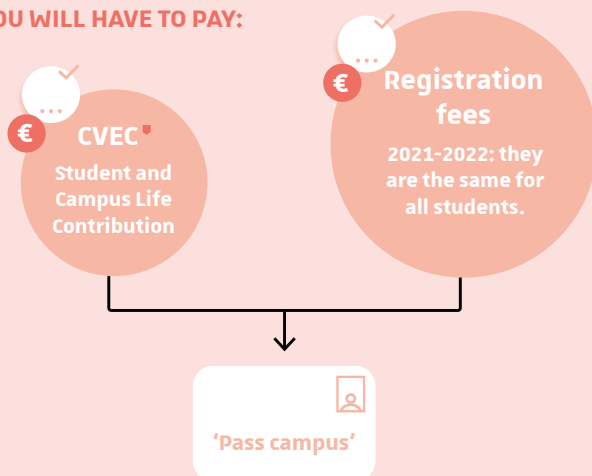 OU WILL HAVE TO PAY:
€
CVEC
Student and
Campus Life
Contribution
€
Registration
fees
2021-2022: they
are the same for
all students.
‘Pass campus’